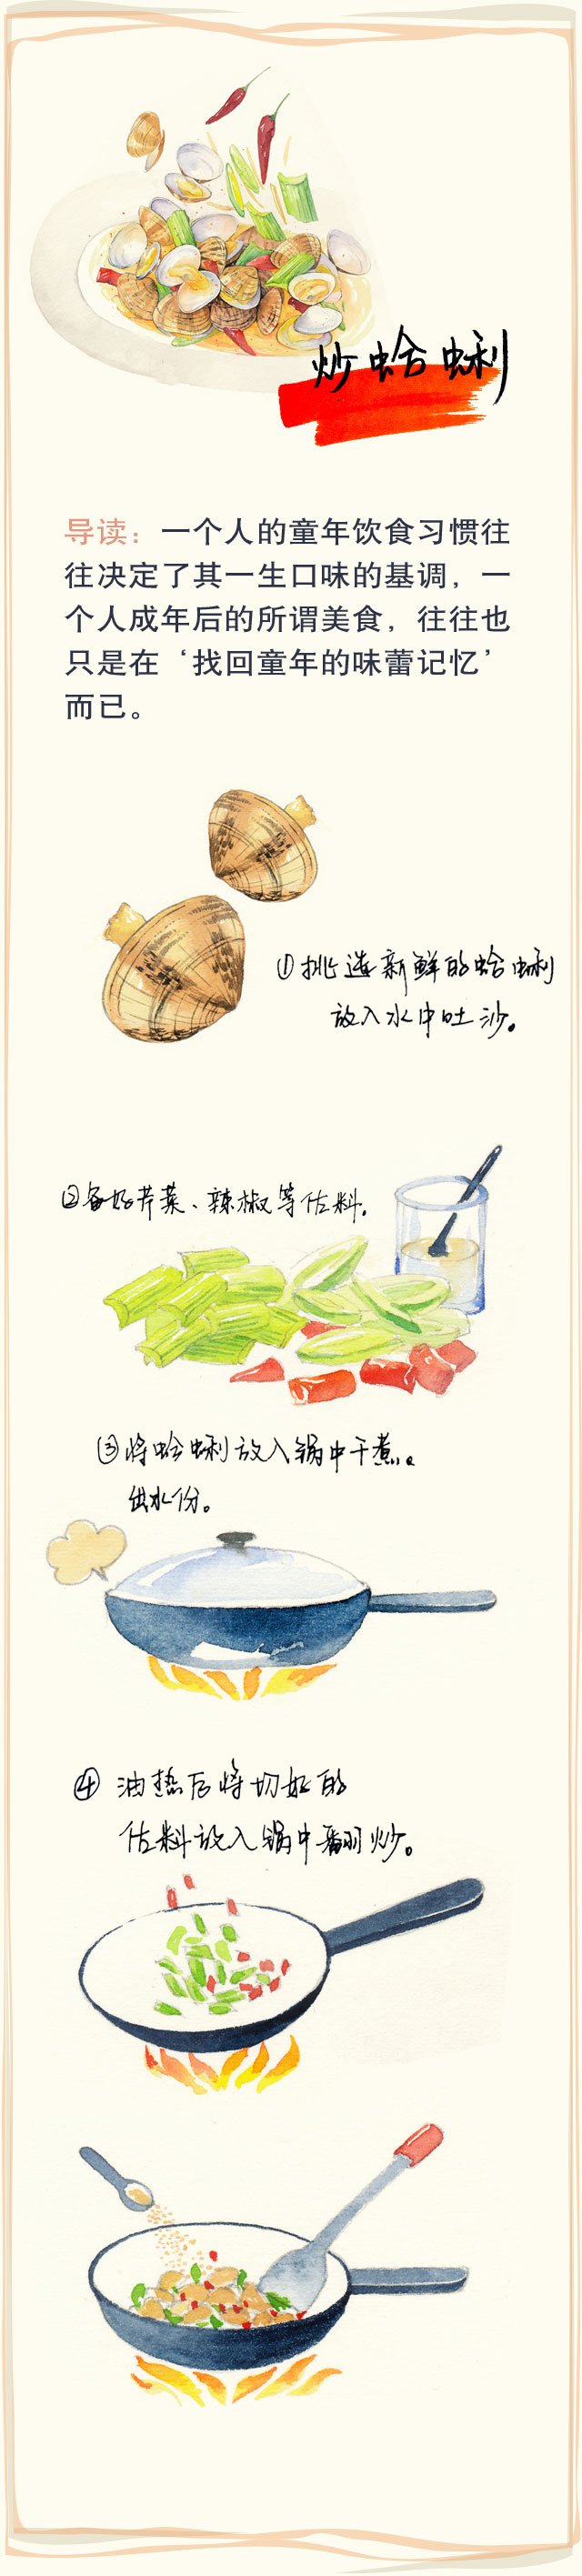 炒蛤蜊
导读：一个人的童年饮食习惯往
往决定了其一生口味的基调，一
个人成年后的所谓美食，往往也
只是在‘找回童年的味蕾记忆’
而已。
①挑选新鲜的蛤蜊
放入水中吐沙。
②备好芹菜、辣椒等佐料。
③将蛤蜊放入锅中干煮。
出水份。
④油热后将切好的
佐料放入锅中翻炒。